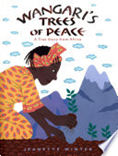 WANGARI'S
TREES OF PEACE
A True Story from Africa
JEANETTE WINTER